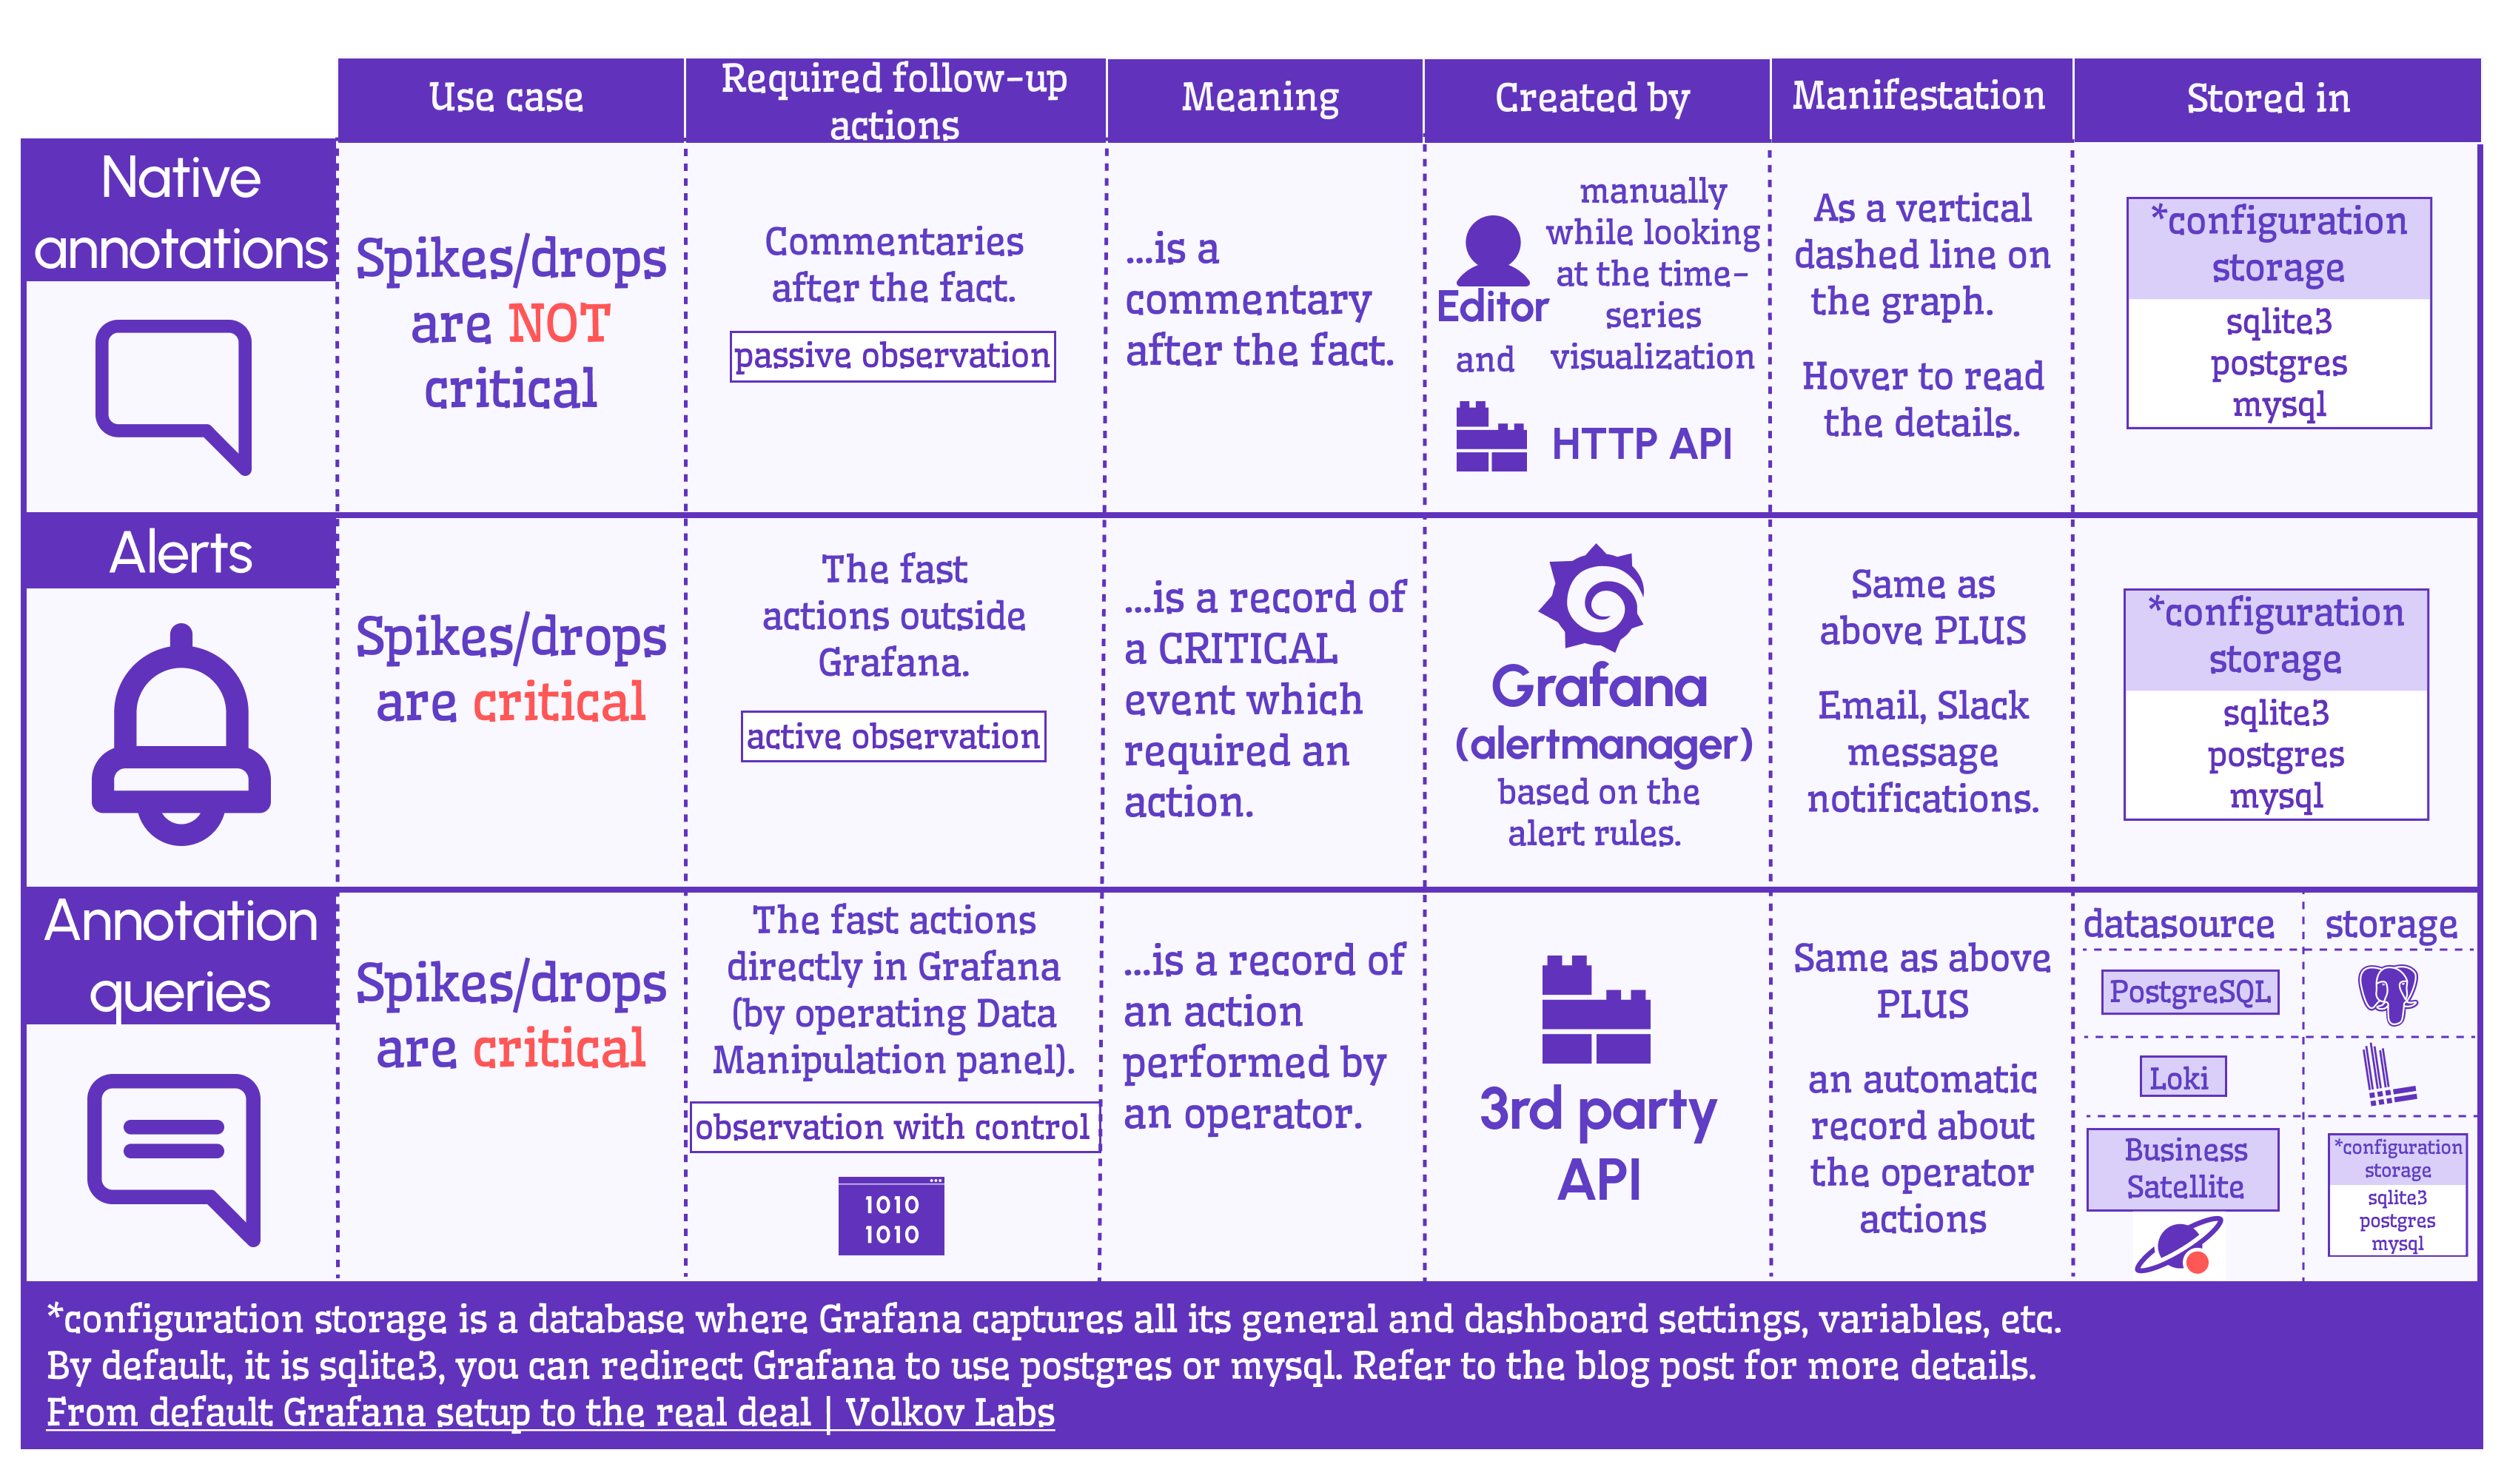 Use case
Required follow-up
actions
Meaning
Created by
Manifestation
Stored in
Native
annotations
Spikes/drops
are NOT
critical
Commentaries
after the fact.
passive observation
...is a
commentary
after the fact.
Editor
and
manually
while looking
at the time-
series
visualization
HTTP API
As a vertical
dashed line on
the graph.
Hover to read
the details.
*configuration
storage
sqlite3
postgres
mysql
Alerts
Spikes/drops
are critical
The fast
actions outside
Grafana.
active observation
...is a record of
a CRITICAL
event which
required an
action.
Grafana
(alertmanager)
based on the
alert rules.
Same as
above PLUS
Email, Slack
message
notifications.
*configuration
storage
sqlite3
postgres
mysql
Annotation
queries
Spikes/drops
are critical
The fast actions
directly in Grafana
(by operating Data
Manipulation panel).
observation with control
1010
1010
...is a record of
an action
performed by
an operator.
3rd party
API
Same as above
PLUS
an automatic
record about
the operator
actions
datasource storage
PostgreSQL
Loki
Business
Satellite
*configuration
storage
sqlite3
postgres
mysql
*configuration storage is a database where Grafana captures all its general and dashboard settings, variables, etc.
By default, it is sqlite3, you can redirect Grafana to use postgres or mysql. Refer to the blog post for more details.
From default Grafana setup to the real deal | Volkov Labs